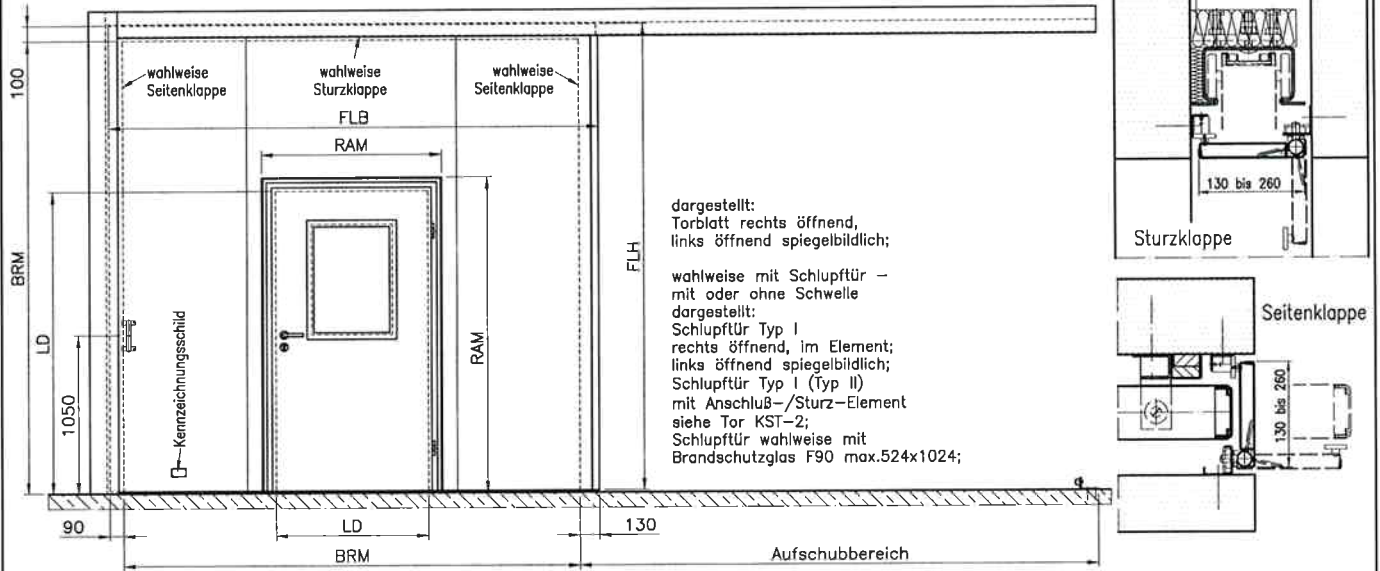 100
BRM
LD
1050
wahlweise
Seitenklappe
wahlweise
Sturzklappe
wahlweise
Seitenklappe
FLB
RAM
RAM
FLH
Kennzeichnungsschild
90
LD
130
BRM
Aufschubbereich
dargestellt:
Torblatt rechts öffnend,
links öffnend spiegelbildlich;
wahlweise mit Schlupftür –
mit oder ohne Schwelle
dargestellt:
Schlupftür Typ I
rechts öffnend, im Element;
links öffnend spiegelbildlich;
Schlupftür Typ I (Typ II)
mit Anschluß–/Sturz–Element
siehe Tor KST–2;
Schlupftür wahlweise mit
Brandschutzglas F90 max.524x1024;
130 bis 260
Sturzklappe
Seitenklappe
130 bis 260